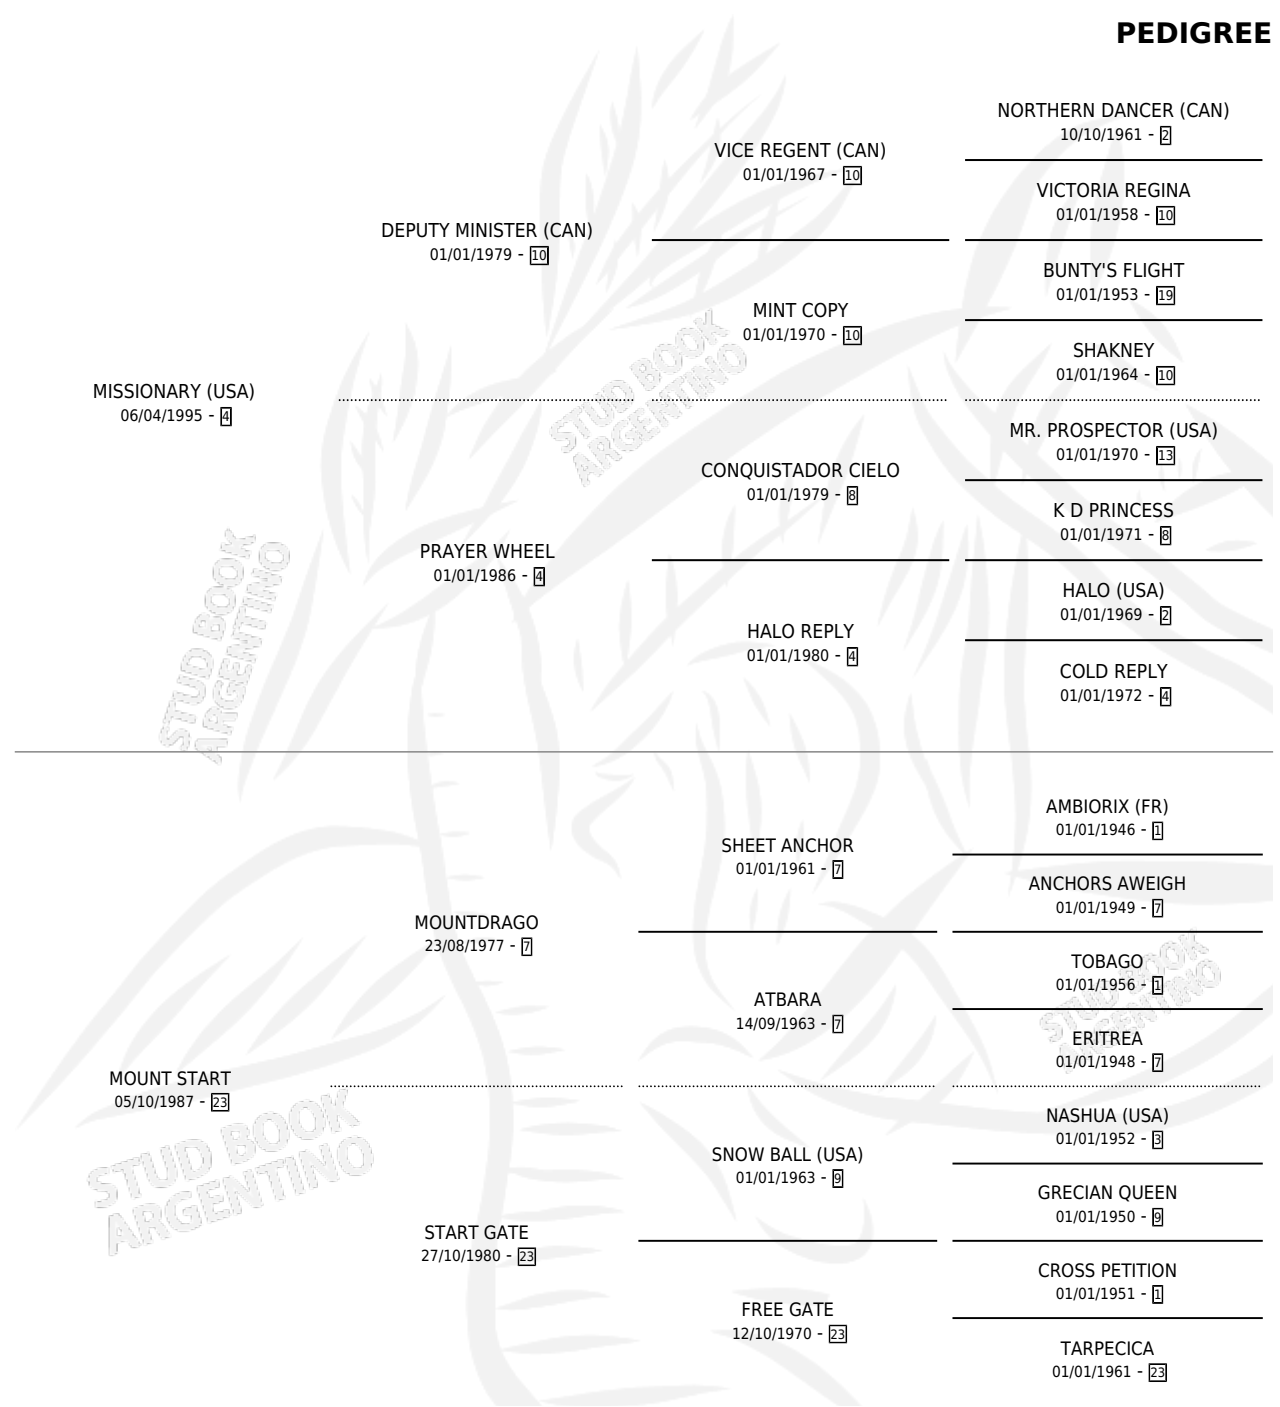 PEDIGREE
NORTHERN DANCER (CAN)
10/10/1961 - 2
VICE REGENT (CAN)
01/01/1967 - 10
VICTORIA REGINA
01/01/1958 - 10
DEPUTY MINISTER (CAN)
01/01/1979 - 10
BUNTY'S FLIGHT
01/01/1953 - 19
MINT COPY
01/01/1970 - 10
SHAKNEY
01/01/1964 - 10
MISSIONARY (USA)
06/04/1995 - 4
MR. PROSPECTOR (USA)
01/01/1970 - 13
CONQUISTADOR CIELO
01/01/1979 - 8
K D PRINCESS
01/01/1971 - 8
PRAYER WHEEL
01/01/1986 - 4
HALO (USA)
01/01/1969 - 2
HALO REPLY
01/01/1980 - 4
COLD REPLY
01/01/1972 - 4
AMBIORIX (FR)
01/01/1946 - 1
SHEET ANCHOR
01/01/1961 - 7
ANCHORS AWEIGH
01/01/1949 - 7
MOUNTDRAGO
23/08/1977 - 7
TOBAGO
01/01/1956 - 1
ATBARA
14/09/1963 - 7
ERITREA
01/01/1948 - 7
MOUNT START
05/10/1987 - 23
NASHUA (USA)
01/01/1952 - 3
SNOW BALL (USA)
01/01/1963 - 9
GRECIAN QUEEN
01/01/1950 - 9
START GATE
27/10/1980 - 23
CROSS PETITION
01/01/1951 - 1
FREE GATE
12/10/1970 - 23
TARPECICA
01/01/1961 - 23
STUD BOOK
ARGENTINO
STUD BOOK
ARGENTINO
STUD BOOK
ARGENTINO
STUD BOOK
ARGENTINO